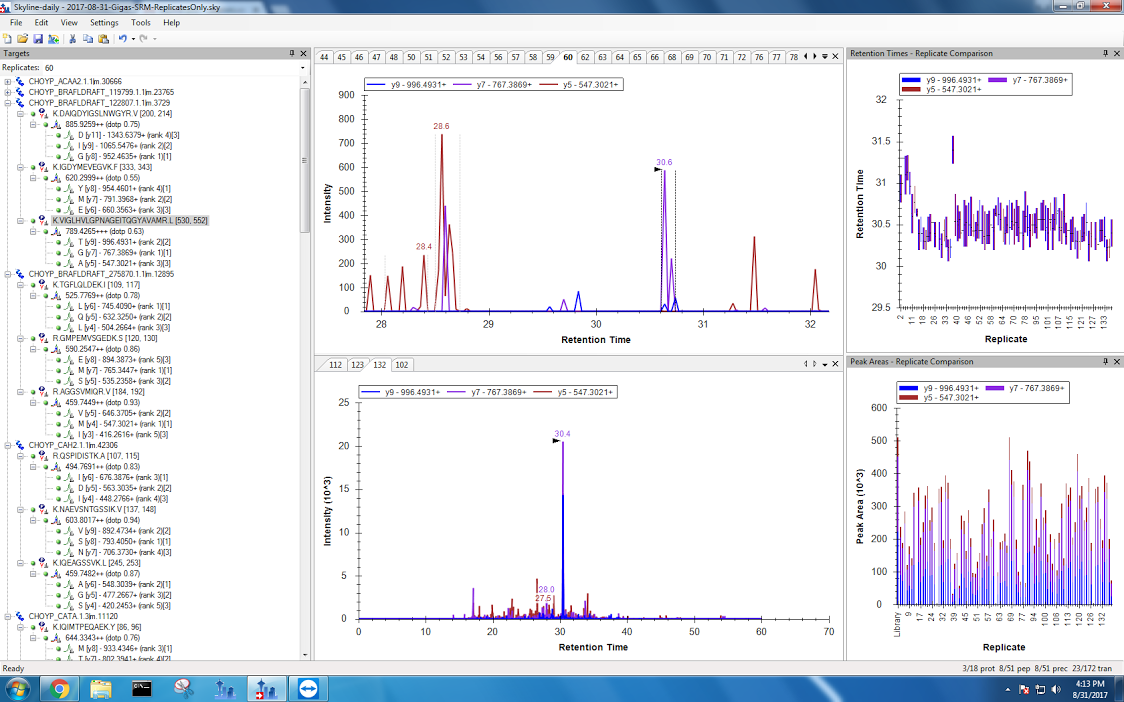 Skyline-daily - 2017-08-31-Gigas-SRM-ReplicatesOnly.sky
File Edit View Settings Tools Help
Targets
Replicates: 60
CHOYP_ACAA2.1.1|m.30666
CHOYP_BRAFLDRAFT_119799.1.1|m.23765
CHOYP_BRAFLDRAFT_122807.1.1|m.3729
K.DAIQDYIGSLNWGYR.V [200, 214]
885.9259++ (dotp 0.75)
D [y11] - 1343.6379+ (rank 4)[3]
I [y9] - 1065.5476+ (rank 2)[2]
G [y8] - 952.4635+ (rank 1)[1]
K.IGDYMEVEGVK.F [333, 343]
620.2999++ (dotp 0.55)
Y [y8] - 954.4601+ (rank 4)[1]
M [y7] - 791.3968+ (rank 2)[2]
E [y6] - 660.3563+ (rank 3)[3]
K.VIGLHVLGPNAGEITQGYAVAMR.L [530, 552]
789.4265+++ (dotp 0.63)
T [y9] - 996.4931+ (rank 2)[2]
G [y7] - 767.3869+ (rank 1)[1]
A [y5] - 547.3021+ (rank 3)[3]
CHOYP_BRAFLDRAFT_275870.1.1|m.12895
K.TGFLQLDEK.I [109, 117]
525.7769++ (dotp 0.78)
L [y6] - 745.4090+ (rank 1)[1]
Q [y5] - 632.3250+ (rank 2)[2]
L [y4] - 504.2664+ (rank 3)[3]
R.GMPEMVSGEDK.S [120, 130]
590.2547++ (dotp 0.86)
E [y8] - 894.3873+ (rank 5)[3]
M [y7] - 765.3447+ (rank 1)[1]
S [y5] - 535.2358+ (rank 3)[2]
R.AGGSVMIQR.V [184, 192]
459.7449++ (dotp 0.93)
V [y5] - 646.3705+ (rank 2)[2]
M [y4] - 547.3021+ (rank 1)[1]
I [y3] - 416.2616+ (rank 5)[3]
CHOYP_CAH2.1.1|m.42306
R.QSPIDISTK.A [107, 115]
494.7691++ (dotp 0.83)
I [y6] - 676.3876+ (rank 3)[1]
D [y5] - 563.3035+ (rank 2)[2]
I [y4] - 448.2766+ (rank 4)[3]
K.NAEVSNTGSSIK.V [137, 148]
603.8017++ (dotp 0.94)
V [y9] - 892.4734+ (rank 2)[2]
S [y8] - 793.4050+ (rank 1)[1]
N [y7] - 706.3730+ (rank 4)[3]
K.IQEAGSSVK.L [245, 253]
459.7482++ (dotp 0.87)
A [y6] - 548.3039+ (rank 2)[1]
G [y5] - 477.2667+ (rank 3)[2]
S [y4] - 420.2453+ (rank 5)[3]
CHOYP_CATA.1.3|m.11120
K.IQIMTPEQAEK.Y [86, 96]
644.3343++ (dotp 0.76)
M [y8] - 933.4346+ (rank 3)[1]
T [y7] - 802.3941+ (rank 4)[2]
44 45 46 47 48 50 51 52 53 54 55 56 57 58 59 60 62 63 64 65 66 68 69 70 71 72 76 77 78
y9 - 996.4931+ y7 - 767.3869+ y5 - 547.3021+
900
800
700
600
500
400
300
200
100
0
Intensity
28.6
28.4
30.6
28 29 30 31 32
Retention Time
112 123 132 102
y9 - 996.4931+ y7 - 767.3869+ y5 - 547.3021+
25
20
15
10
5
0
Intensity (10^3)
30.4
28.0
27.5
0 10 20 30 40 50 60 70
Retention Time
Retention Times - Replicate Comparison
y9 - 996.4931+ y7 - 767.3869+
y5 - 547.3021+
32
31.5
31
30.5
30
29.5
Retention Time
2 11 18 26 33 40 46 52 58 64 70 78 85 95 101 107 115 121 127 133
Replicate
Peak Areas - Replicate Comparison
y9 - 996.4931+ y7 - 767.3869+
y5 - 547.3021+
600
500
400
300
200
100
0
Peak Area (10^3)
Library 9 17 24 32 38 45 51 57 63 69 77 84 94 100 106 113 120 126 132
Replicate
Ready
3/18 prot 8/51 pep 8/51 prec 23/172 tran
4:13 PM
8/31/2017